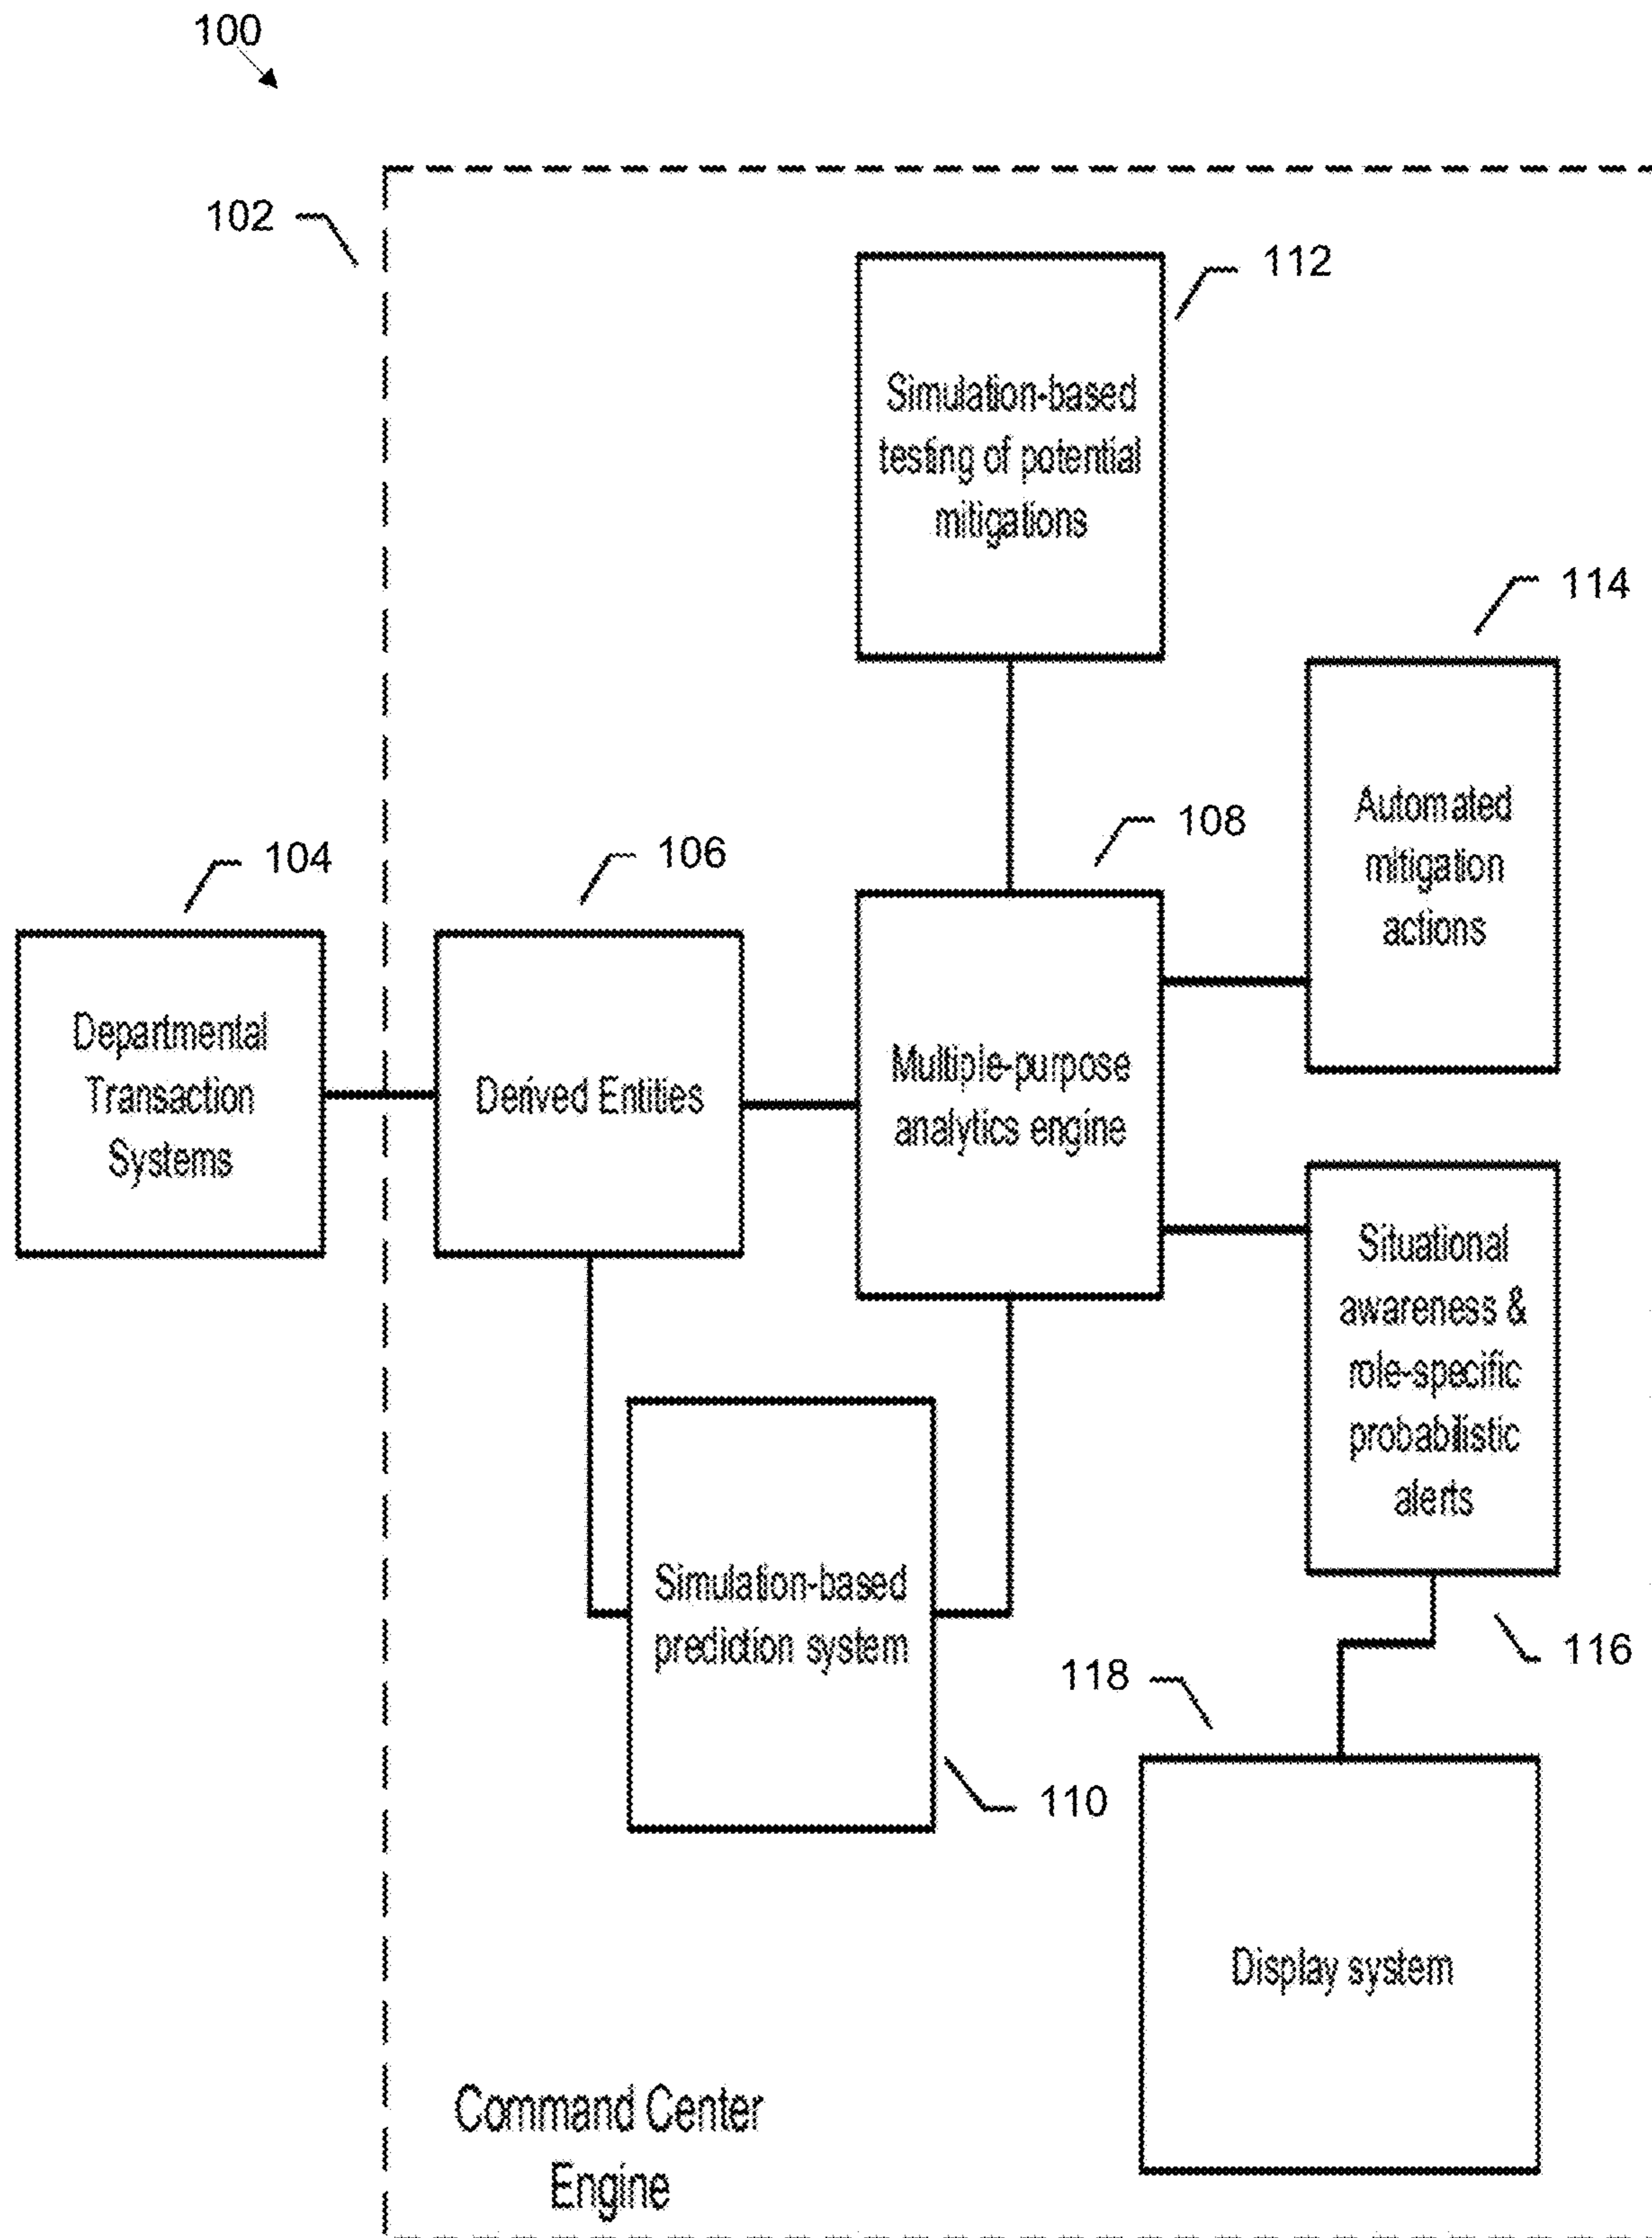 100
102
112
Simulation-based
testing of potential
mitigations
114
Automated
mitigation
actions
104
106
108
Departmental
Transaction
Systems
Derived Entities
Multiple-purpose
analytics engine
Situational
awareness &
role-specific
probabilistic
alerts
Simulation-based
prediction system
110
116
118
Display system
Command Center
Engine